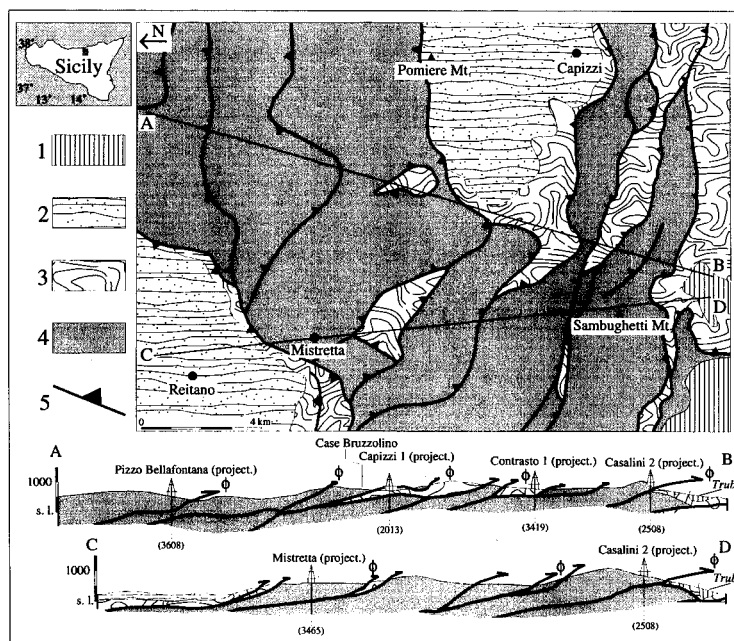 38°
Sicily
37°
13°
14°
N
Pomiere Mt.
Capizzi
A
1
2
3
4
5
B
D
C
Mistretta
Sambughetti Mt.
Reitano
0
4 km
A
B
1000
s. l.
Pizzo Bellafontana (project.)
Case Bruzzolino
Capizzi 1 (project.)
Contrasto 1 (project.)
Casalini 2 (project.)
Φ
Φ
Φ
Φ
Φ
Trub
(3608)
(2013)
(3419)
(2508)
C
D
1000
s. l.
Mistretta (project.)
Casalini 2 (project.)
Φ
Φ
Φ
Trub
(3465)
(2508)